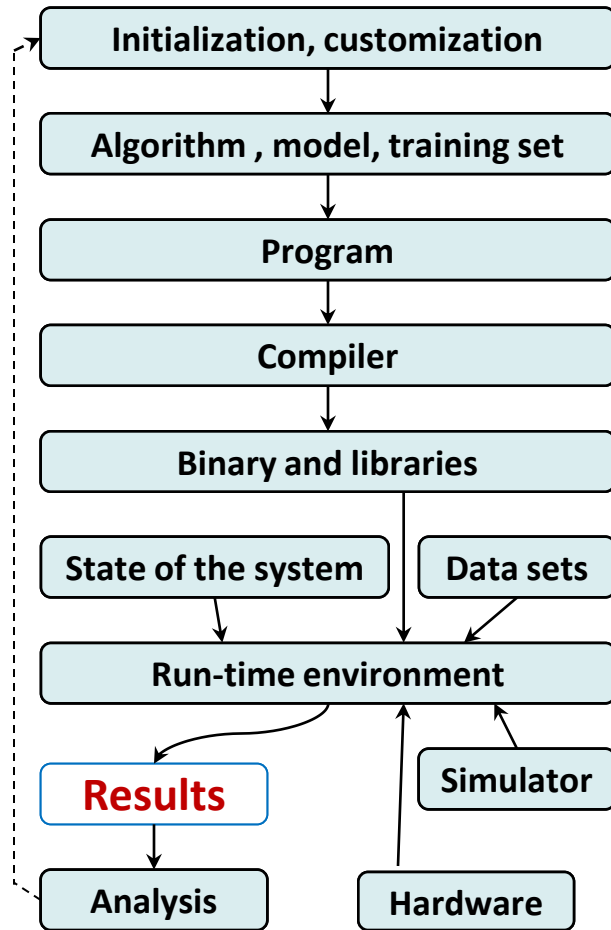 Initialization, customization
Algorithm , model, training set
Program
Compiler
Binary and libraries
State of the system
Data sets
Run-time environment
Results
Simulator
Analysis
Hardware